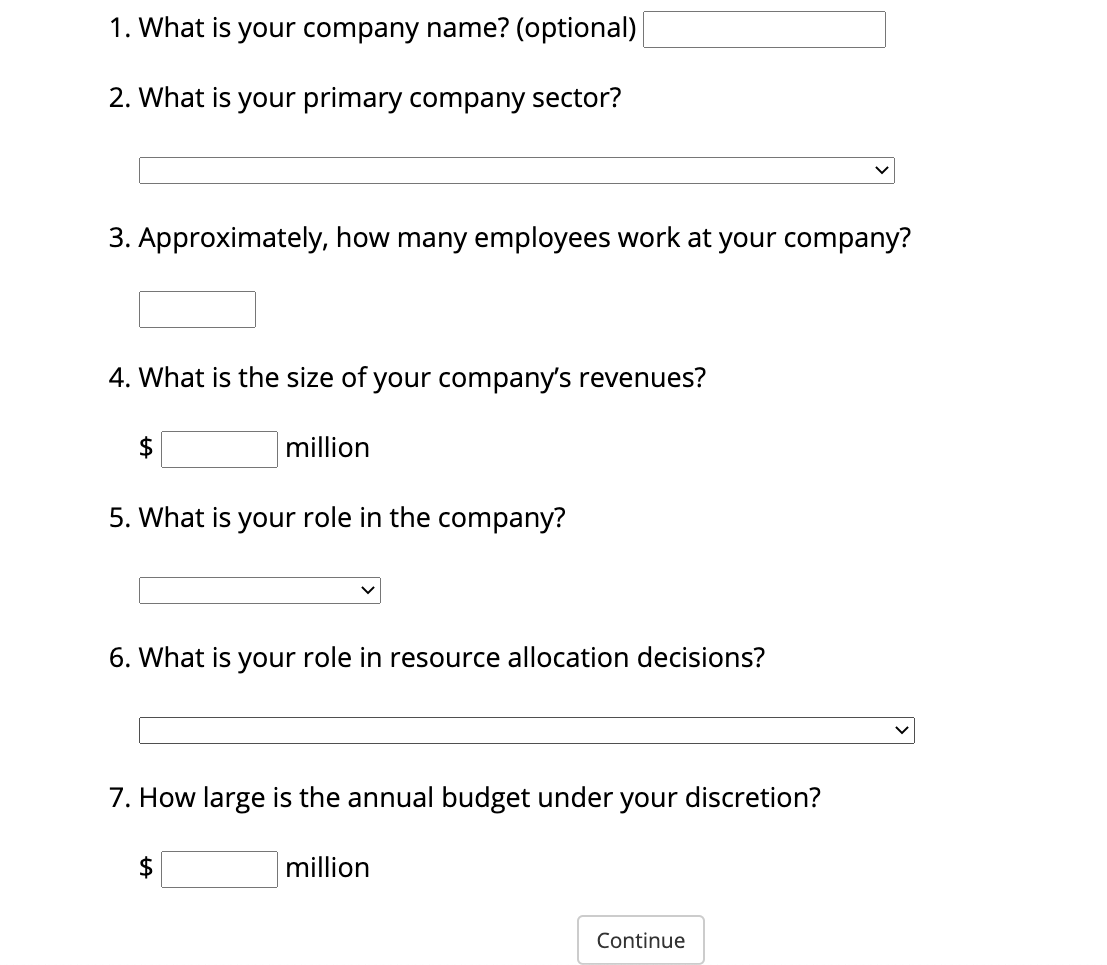 1. What is your company name? (optional)
2. What is your primary company sector?
3. Approximately, how many employees work at your company?
4. What is the size of your company’s revenues?
$ million
5. What is your role in the company?
6. What is your role in resource allocation decisions?
7. How large is the annual budget under your discretion?
$ million
Continue